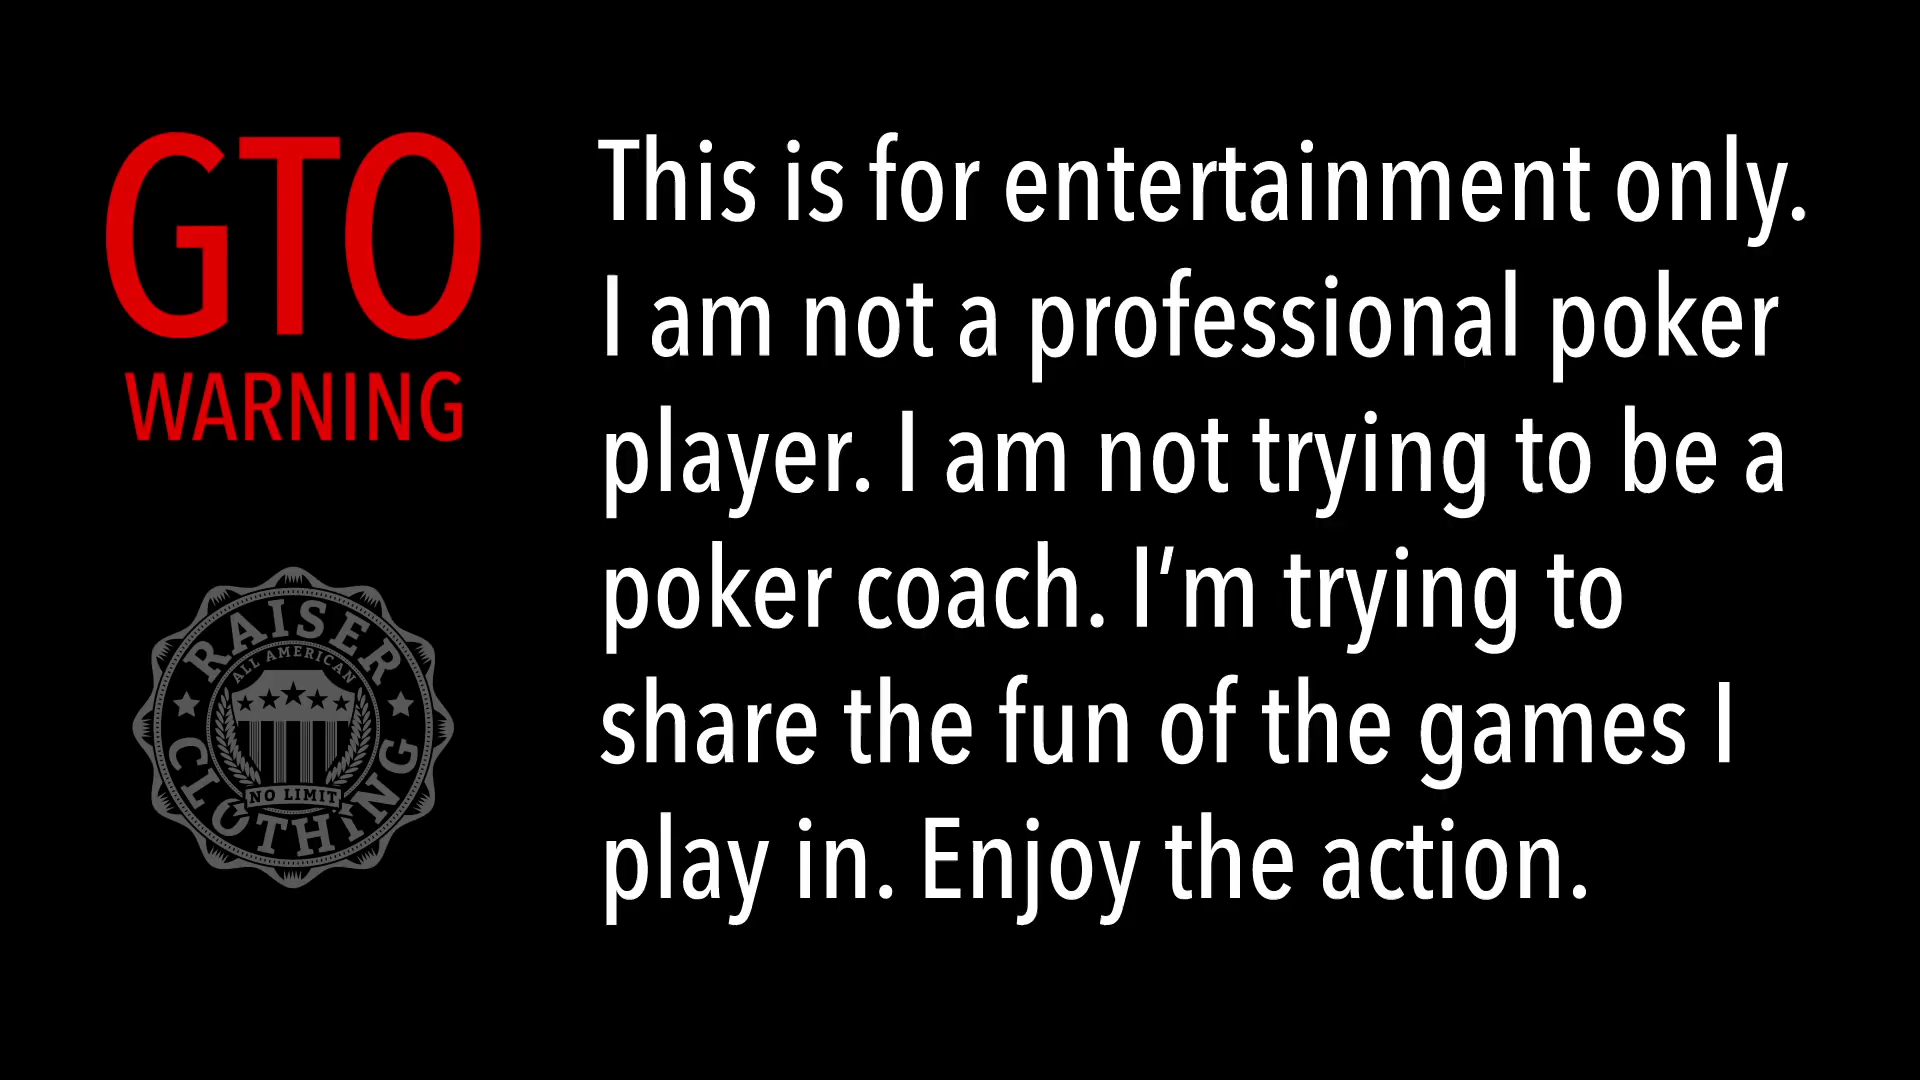 GTO
WARNING
This is for entertainment only.
I am not a professional poker
player. I am not trying to be a
poker coach. I’m trying to
share the fun of the games I
play in. Enjoy the action.
RAISER
ALL AMERICAN
NO LIMIT
CLOTHING